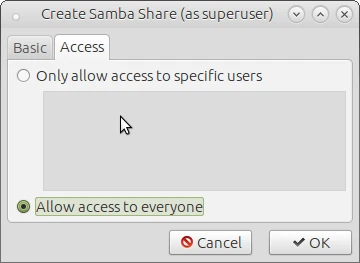 Create Samba Share (as superuser)
Basic Access
Only allow access to specific users
Allow access to everyone
Cancel OK